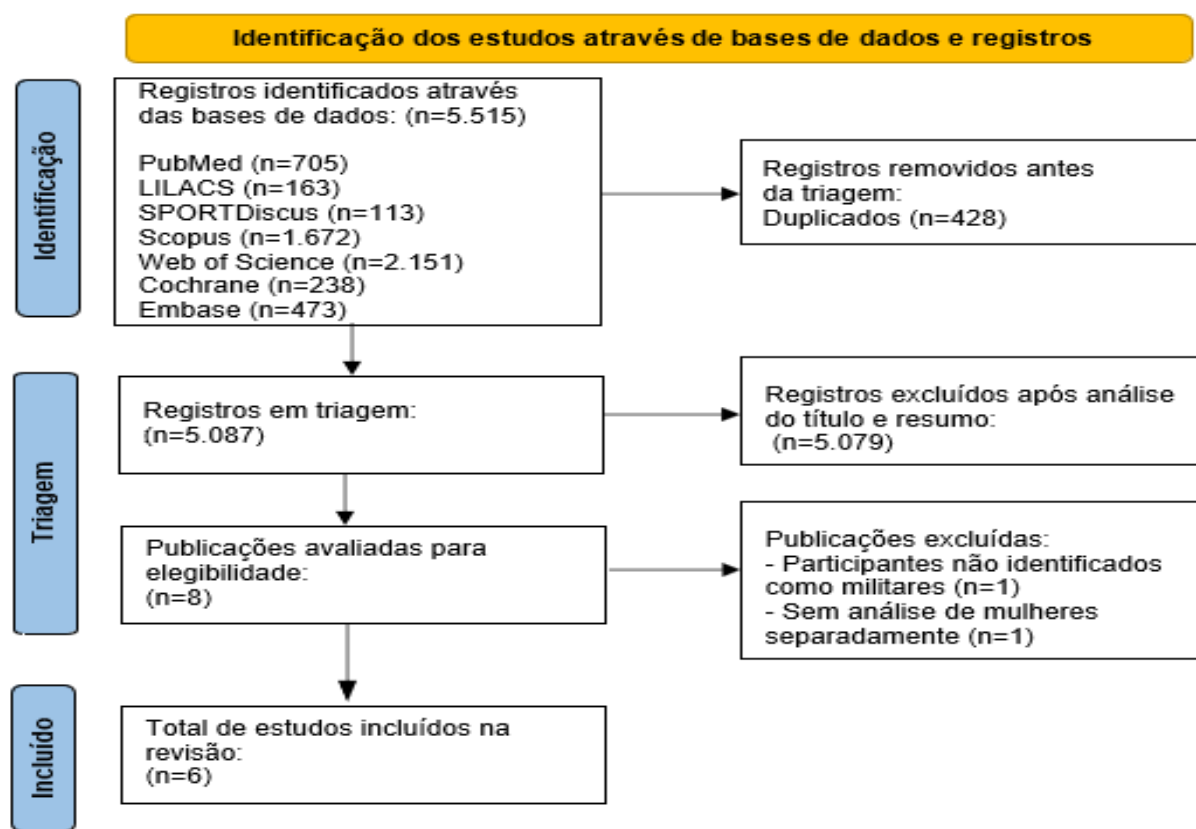 Identificação dos estudos através de bases de dados e registros
Identificação
Registros identificados através
das bases de dados: (n=5.515)
PubMed (n=705)
LILACS (n=163)
SPORTDiscus (n=113)
Scopus (n=1.672)
Web of Science (n=2.151)
Cochrane (n=238)
Embase (n=473)
Registros removidos antes
da triagem:
Duplicados (n=428)
Triagem
Registros em triagem:
(n=5.087)
Registros excluídos após análise
do título e resumo:
(n=5.079)
Publicações avaliadas para
elegibilidade:
(n=8)
Publicações excluídas:
- Participantes não identificados
como militares (n=1)
- Sem análise de mulheres
separadamente (n=1)
Incluído
Total de estudos incluídos na
revisão:
(n=6)